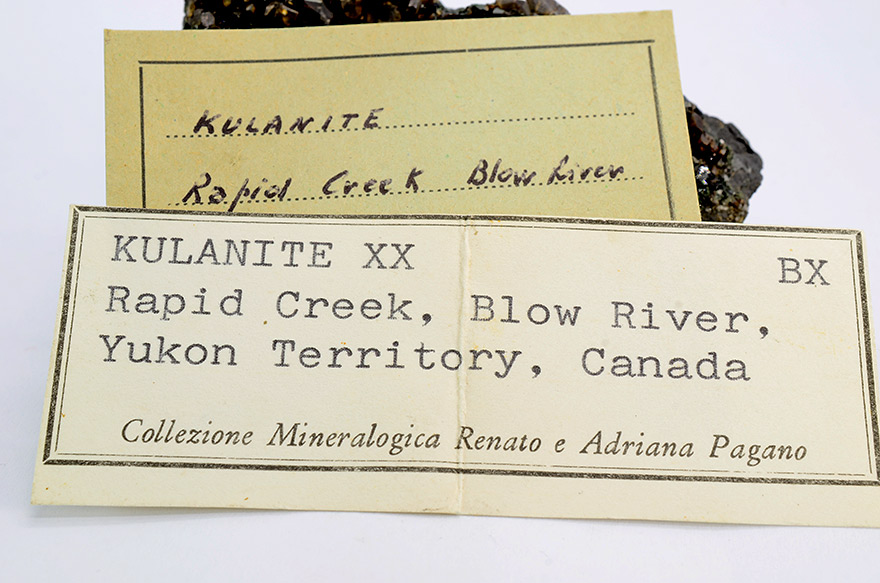 KULANITE
Rapid Creek Blow River
KULANITE XX BX
Rapid Creek, Blow River,
Yukon Territory, Canada
Collezione Mineralogica Renato e Adriana Pagano